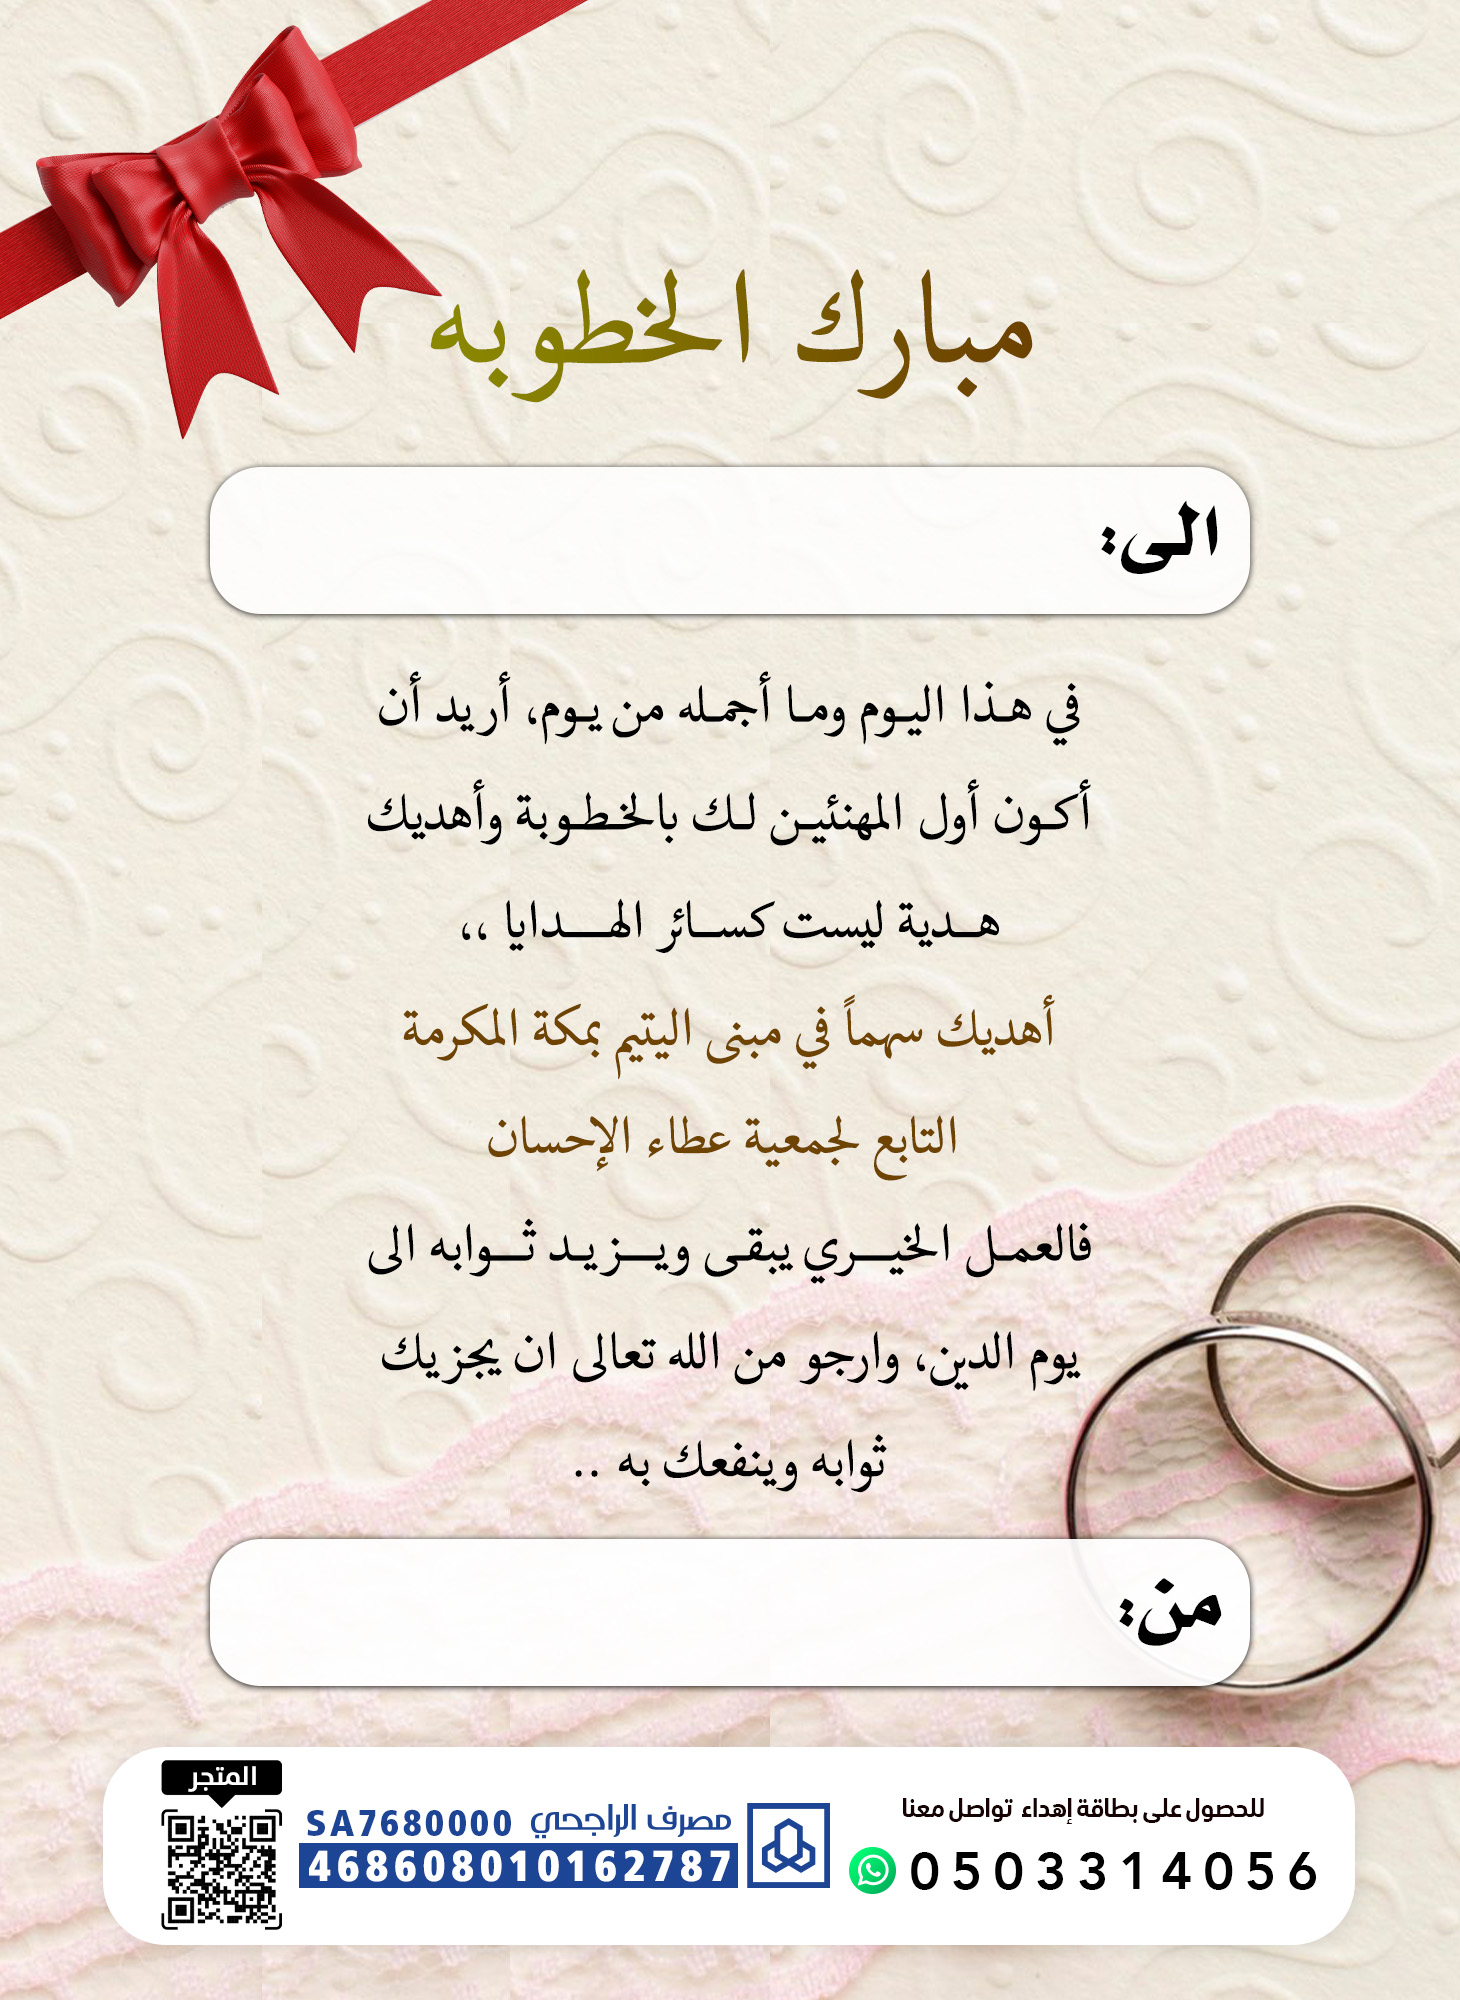 مبارك الخطوبه
الى:
في هذا اليوم وما أجمله من يوم، أريد أن
أكون أول المهنئين لك بالخطوبة وأهديك
هدية ليست كسائر الهدايا ،،
أهديك سهماً في مبنى اليتيم بمكة المكرمة
التابع لجمعية عطاء الإحسان
فالعمل الخيري يبقى ويزيد ثوابه الى
يوم الدين، وارجو من الله تعالى ان يجزيك
ثوابه وينفعك به ..
من:
للحصول على بطاقة إهداء تواصل معنا
0503314056
مصرف الراجحي SA7680000
468608010162787
المتجر